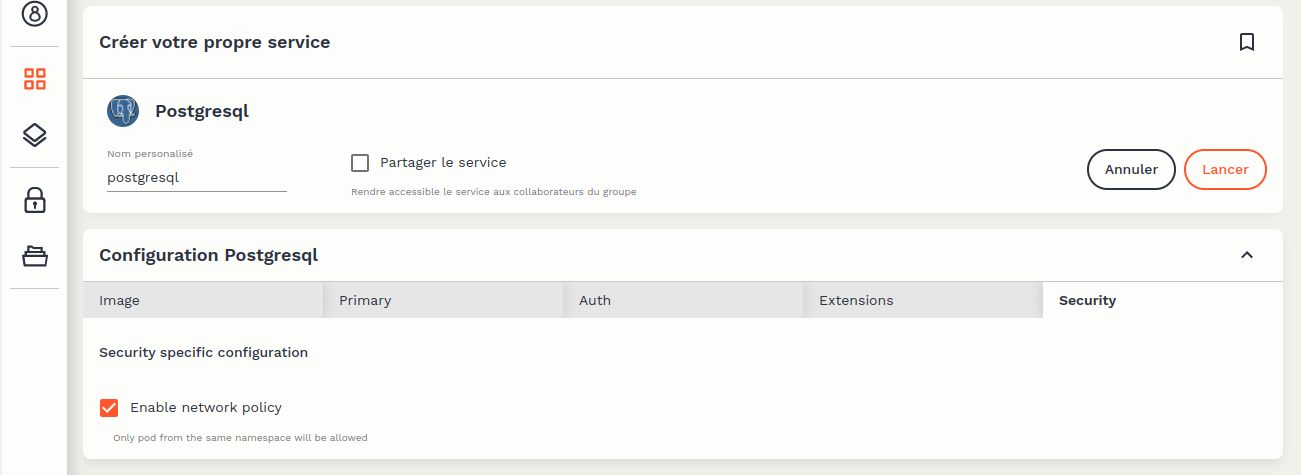 Créer votre propre service
Postgresql
Nom personalisé
postgresql
Partager le service
Rendre accessible le service aux collaborateurs du groupe
Annuler
Lancer
Configuration Postgresql
Image
Primary
Auth
Extensions
Security
Security specific configuration
Enable network policy
Only pod from the same namespace will be allowed